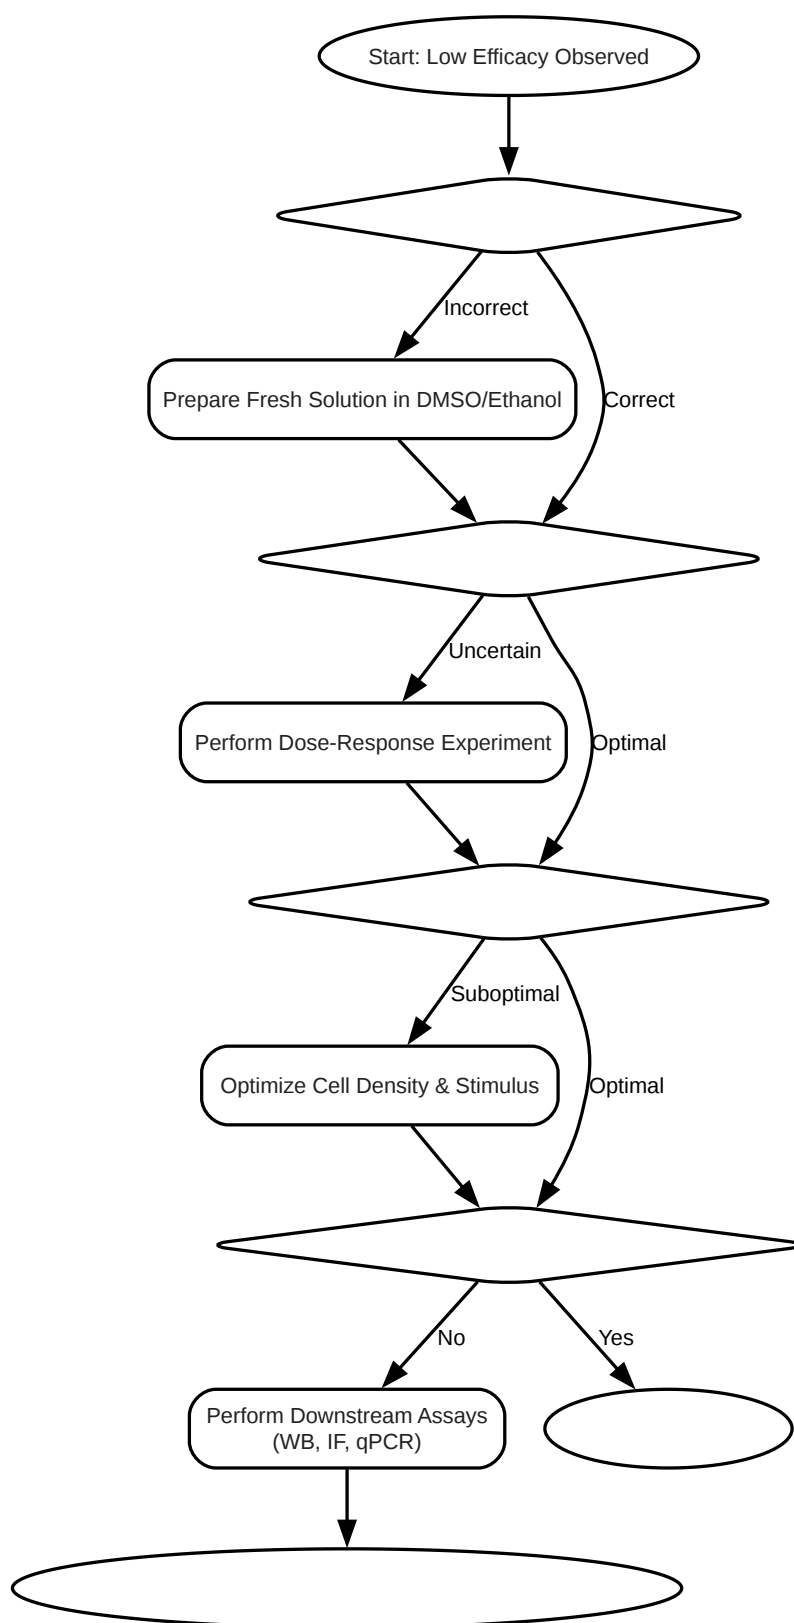 Start: Low Efficacy Observed
Incorrect
Prepare Fresh Solution in DMSO/Ethanol
Correct
Uncertain
Perform Dose-Response Experiment
Optimal
Suboptimal
Optimize Cell Density & Stimulus
Optimal
No
Yes
Perform Downstream Assays
(WB, IF, qPCR)